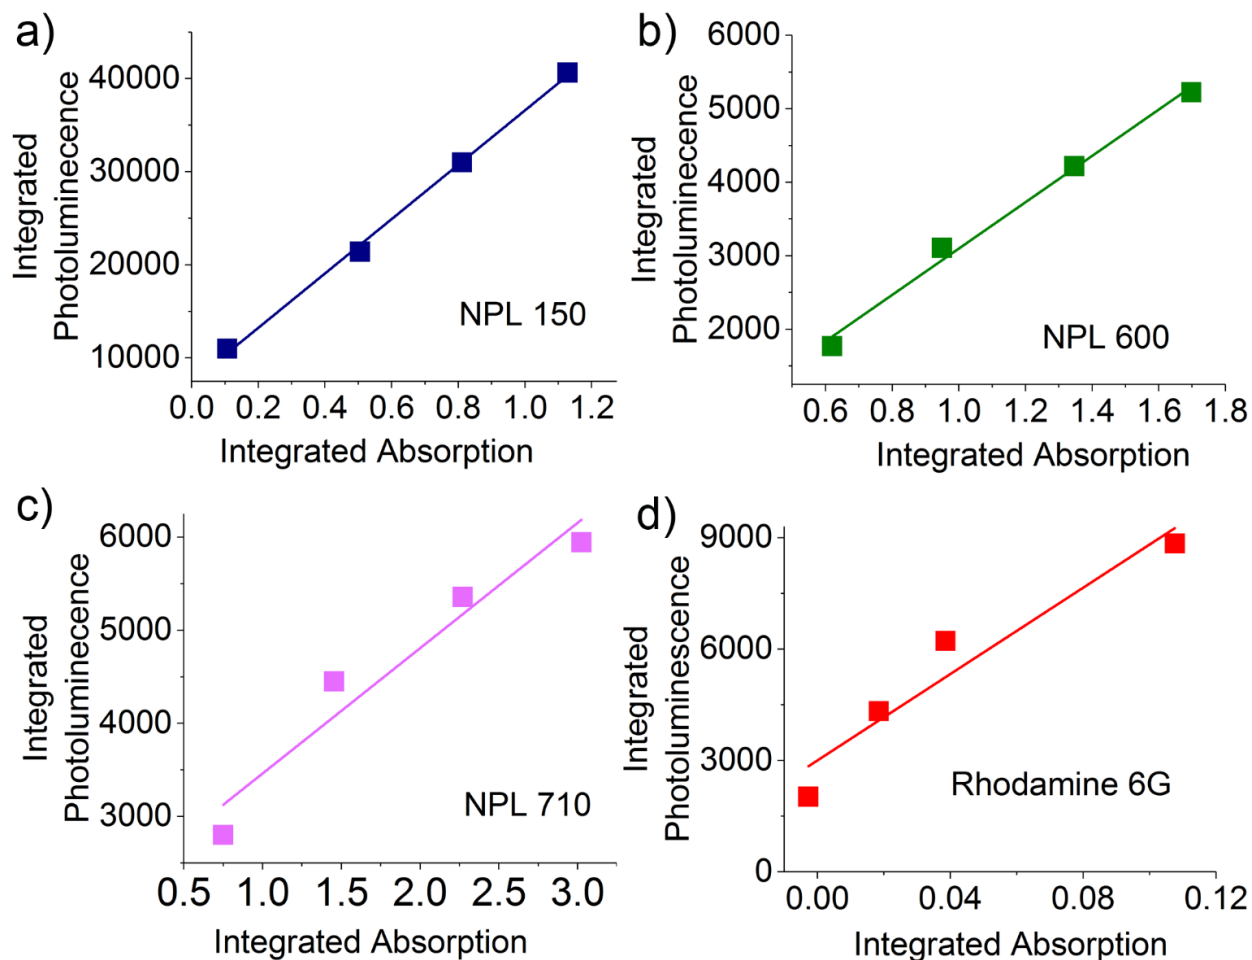 a)
Integrated
Photoluminecence
40000
30000
20000
10000
0.0 0.2 0.4 0.6 0.8 1.0 1.2
Integrated Absorption
NPL 150
b)
Integrated
Photoluminecence
6000
5000
4000
3000
2000
0.6 0.8 1.0 1.2 1.4 1.6 1.8
Integrated Absorption
NPL 600
c)
Integrated
Photoluminecence
6000
5000
4000
3000
0.5 1.0 1.5 2.0 2.5 3.0
Integrated Absorption
NPL 710
d)
Integrated
Photoluminescence
9000
6000
3000
0
0.00 0.04 0.08 0.12
Integrated Absorption
Rhodamine 6G